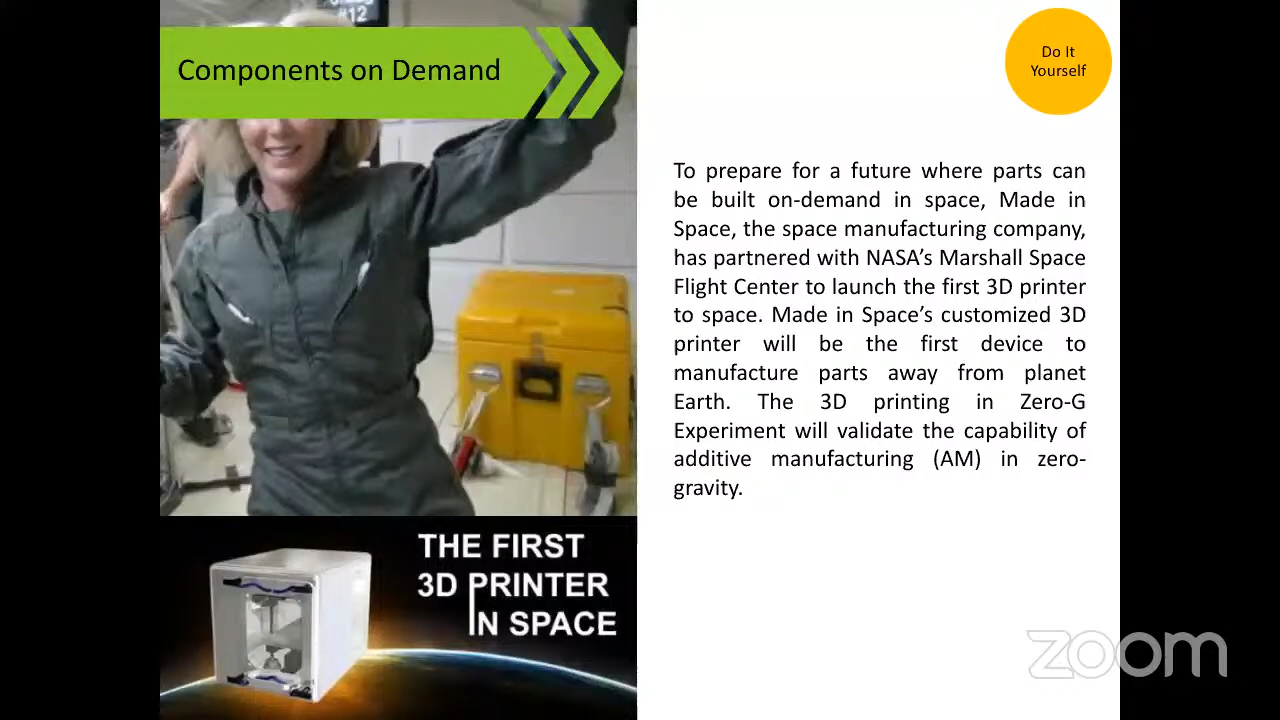 #12
Components on Demand
Do It
Yourself
To prepare for a future where parts can
be built on-demand in space, Made in
Space, the space manufacturing company,
has partnered with NASA’s Marshall Space
Flight Center to launch the first 3D printer
to space. Made in Space’s customized 3D
printer will be the first device to
manufacture parts away from planet
Earth. The 3D printing in Zero-G
Experiment will validate the capability of
additive manufacturing (AM) in zero-
gravity.
THE FIRST
3D PRINTER
IN SPACE
zoom